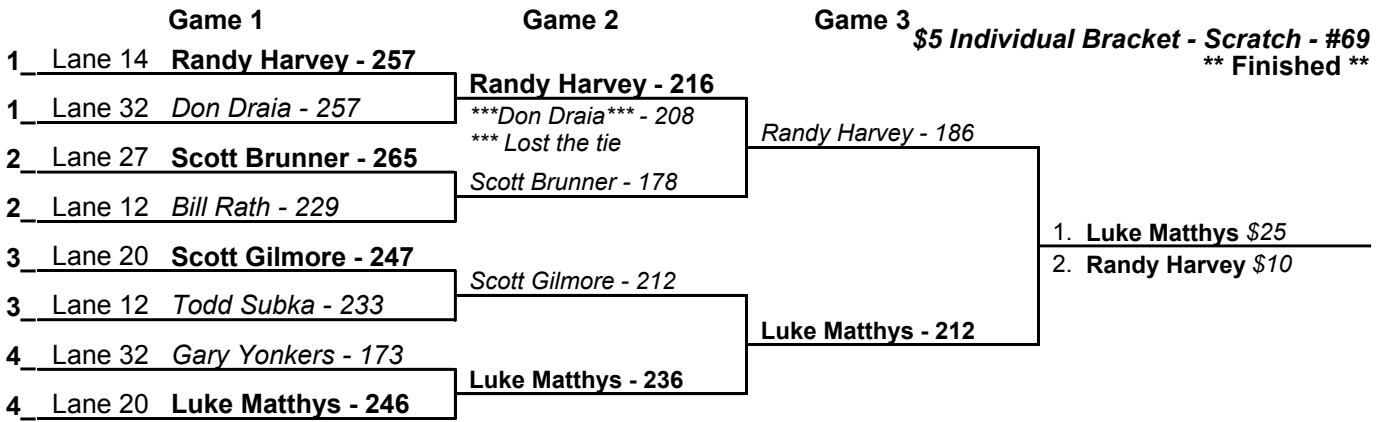 Game 1 Game 2 Game 3
$5 Individual Bracket - Scratch - #69
** Finished **
1_ Lane 14 Randy Harvey - 257
1_ Lane 32 Don Draia - 257
2_ Lane 27 Scott Brunner - 265
2_ Lane 12 Bill Rath - 229
3_ Lane 20 Scott Gilmore - 247
3_ Lane 12 Todd Subka - 233
4_ Lane 32 Gary Yonkers - 173
4_ Lane 20 Luke Matthys - 246
Randy Harvey - 216
***Don Draia*** - 208
*** Lost the tie
Scott Brunner - 178
Scott Gilmore - 212
Luke Matthys - 236
Randy Harvey - 186
Luke Matthys - 212
1. Luke Matthys $25
2. Randy Harvey $10